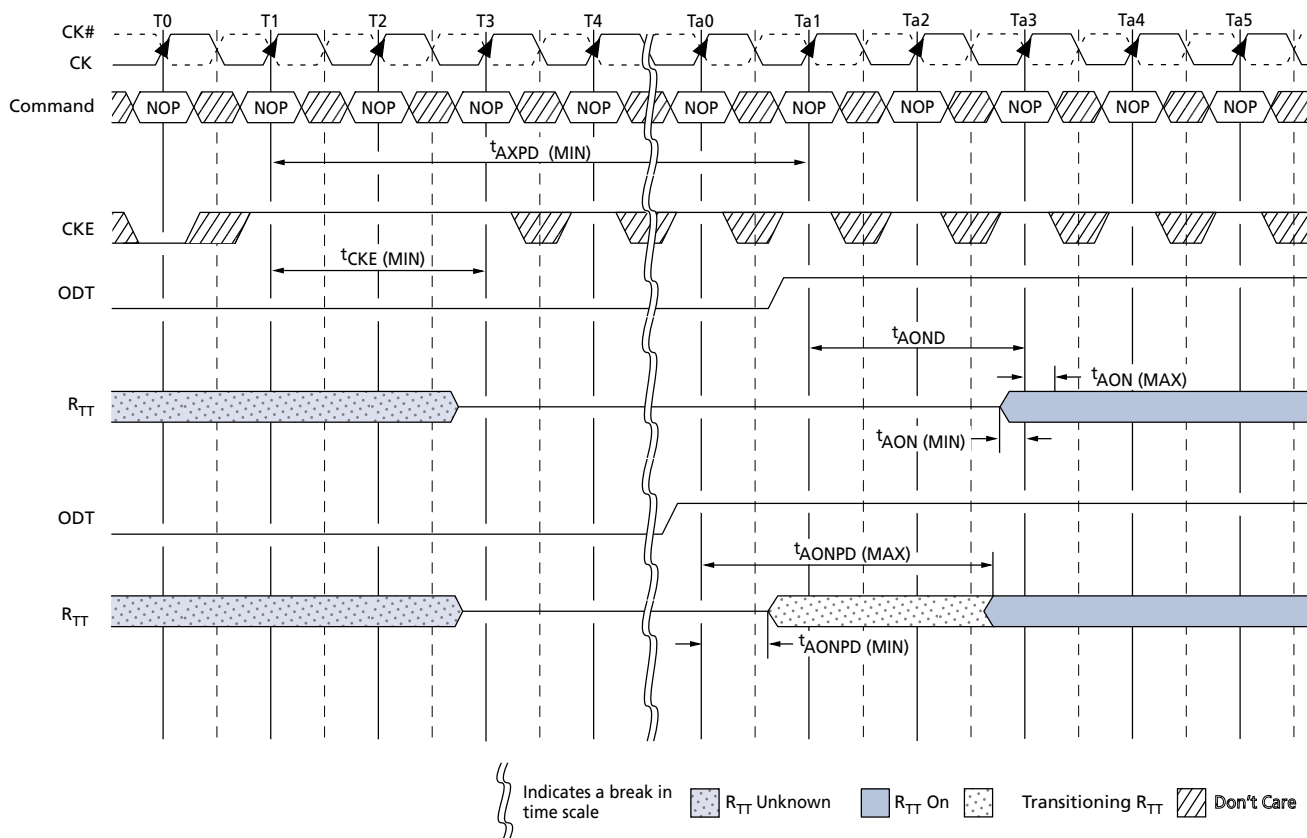 T0 T1 T2 T3 T4 Ta0 Ta1 Ta2 Ta3 Ta4 Ta5
CK#
CK
Command NOP NOP NOP NOP NOP NOP NOP NOP NOP NOP NOP
tAXPD (MIN)
CKE
tCKE (MIN)
ODT
tAOND
tAON (MAX)
RTT
tAON (MIN)
ODT
tAONPD (MAX)
RTT
tAONPD (MIN)
Indicates a break in
time scale
RTT Unknown RTT On Transitioning RTT Don't Care